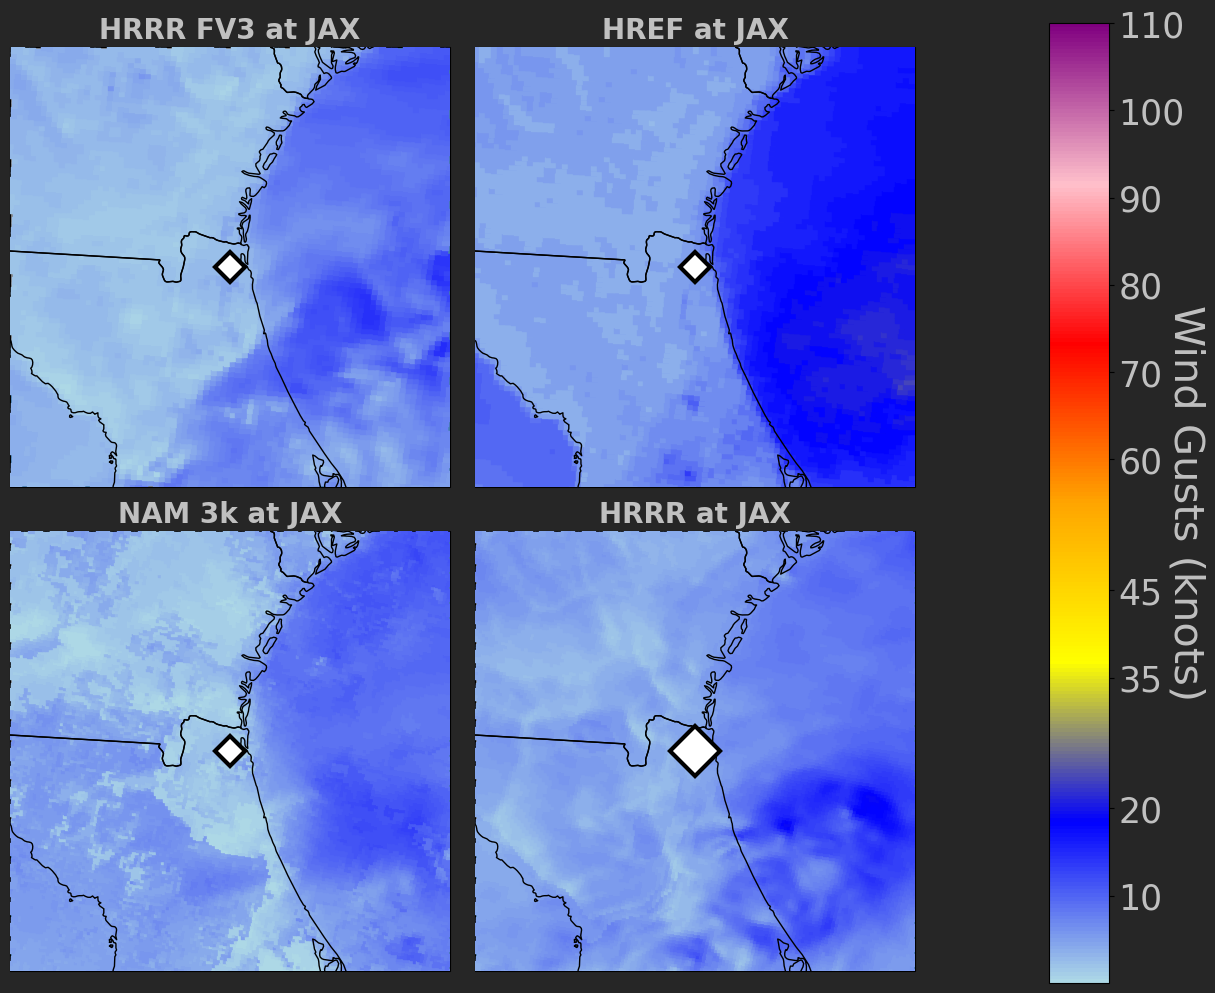 HRRR FV3 at JAX
HREF at JAX
NAM 3k at JAX
HRRR at JAX
110
100
90
80
70
60
45
35
20
10
Wind Gusts (knots)